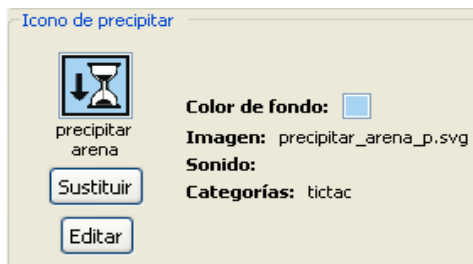 Icono de precipitar
precipitar
arena
Sustituir
Editar
Color de fondo:
Imagen: precipitar_arena_p.svg
Sonido:
Categorías: tictac